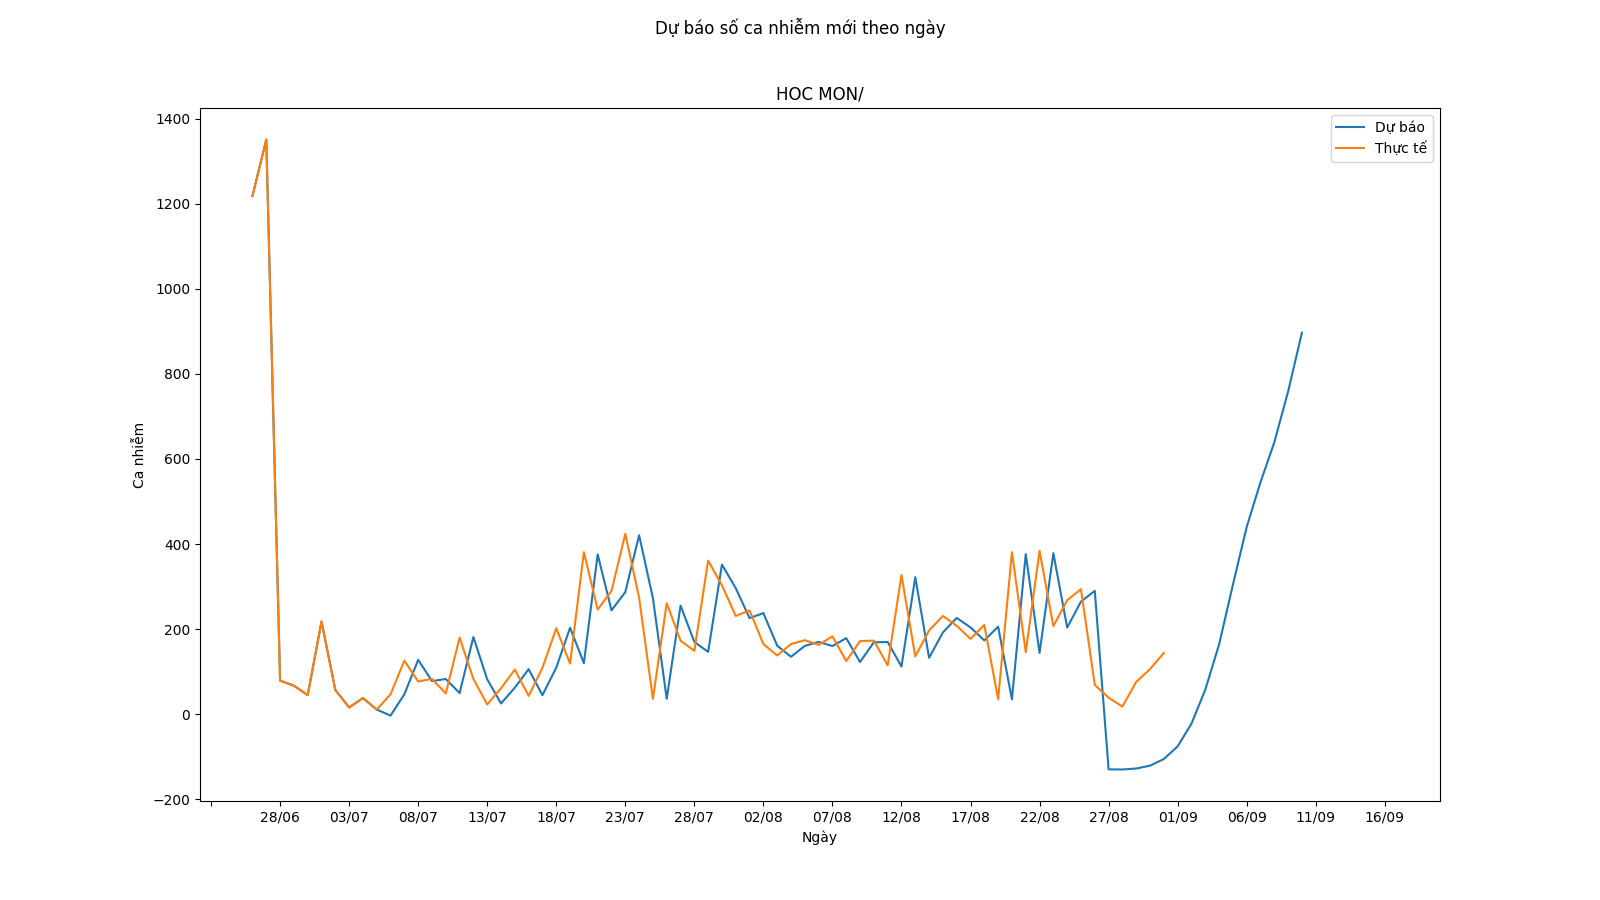 Dự báo số ca nhiễm mới theo ngày
HOC MON/
Dự báo
Thực tế
1400
1200
1000
800
600
400
200
0
−200
Ca nhiễm
28/06 03/07 08/07 13/07 18/07 23/07 28/07 02/08 07/08 12/08 17/08 22/08 27/08 01/09 06/09 11/09 16/09
Ngày